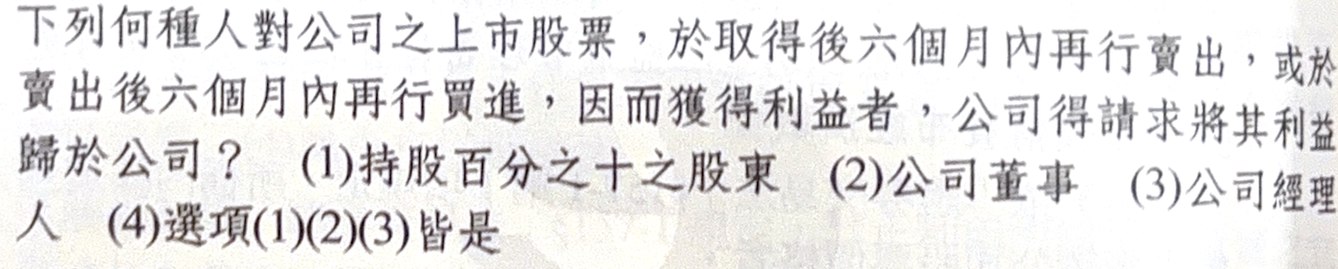 下列何種人對公司之上市股票，於取得後六個月內再行賣出，或於
賣出後六個月內再行買進，因而獲得利益者，公司得請求將其利益
歸於公司？ (1)持股百分之十之股東 (2)公司董事 (3)公司經理
人 (4)選項(1)(2)(3)皆是